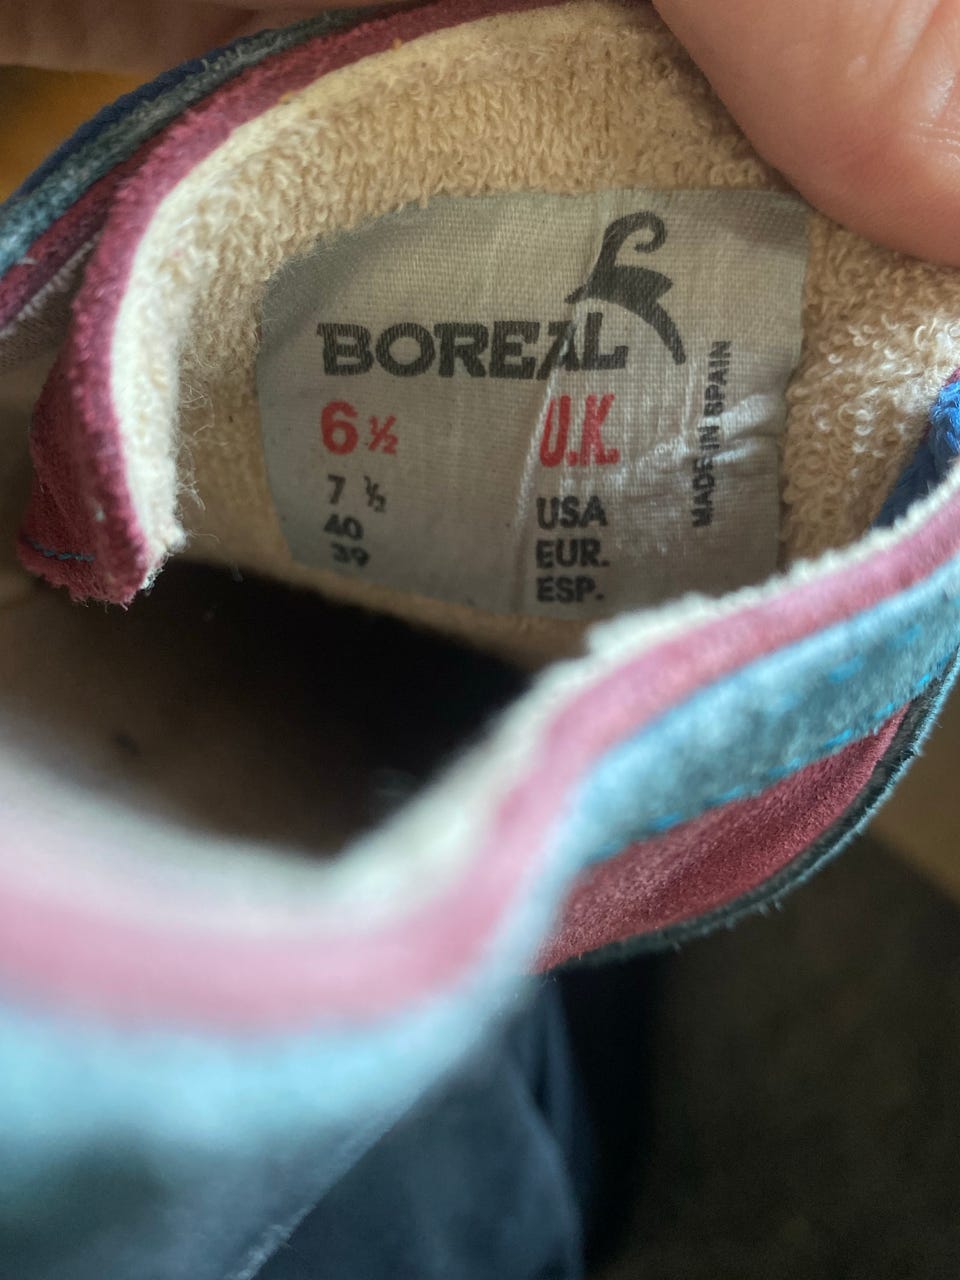 BOREAL
6 ½ U.K.
7 ½ USA
40 EUR.
39 ESP.
MADE IN SPAIN